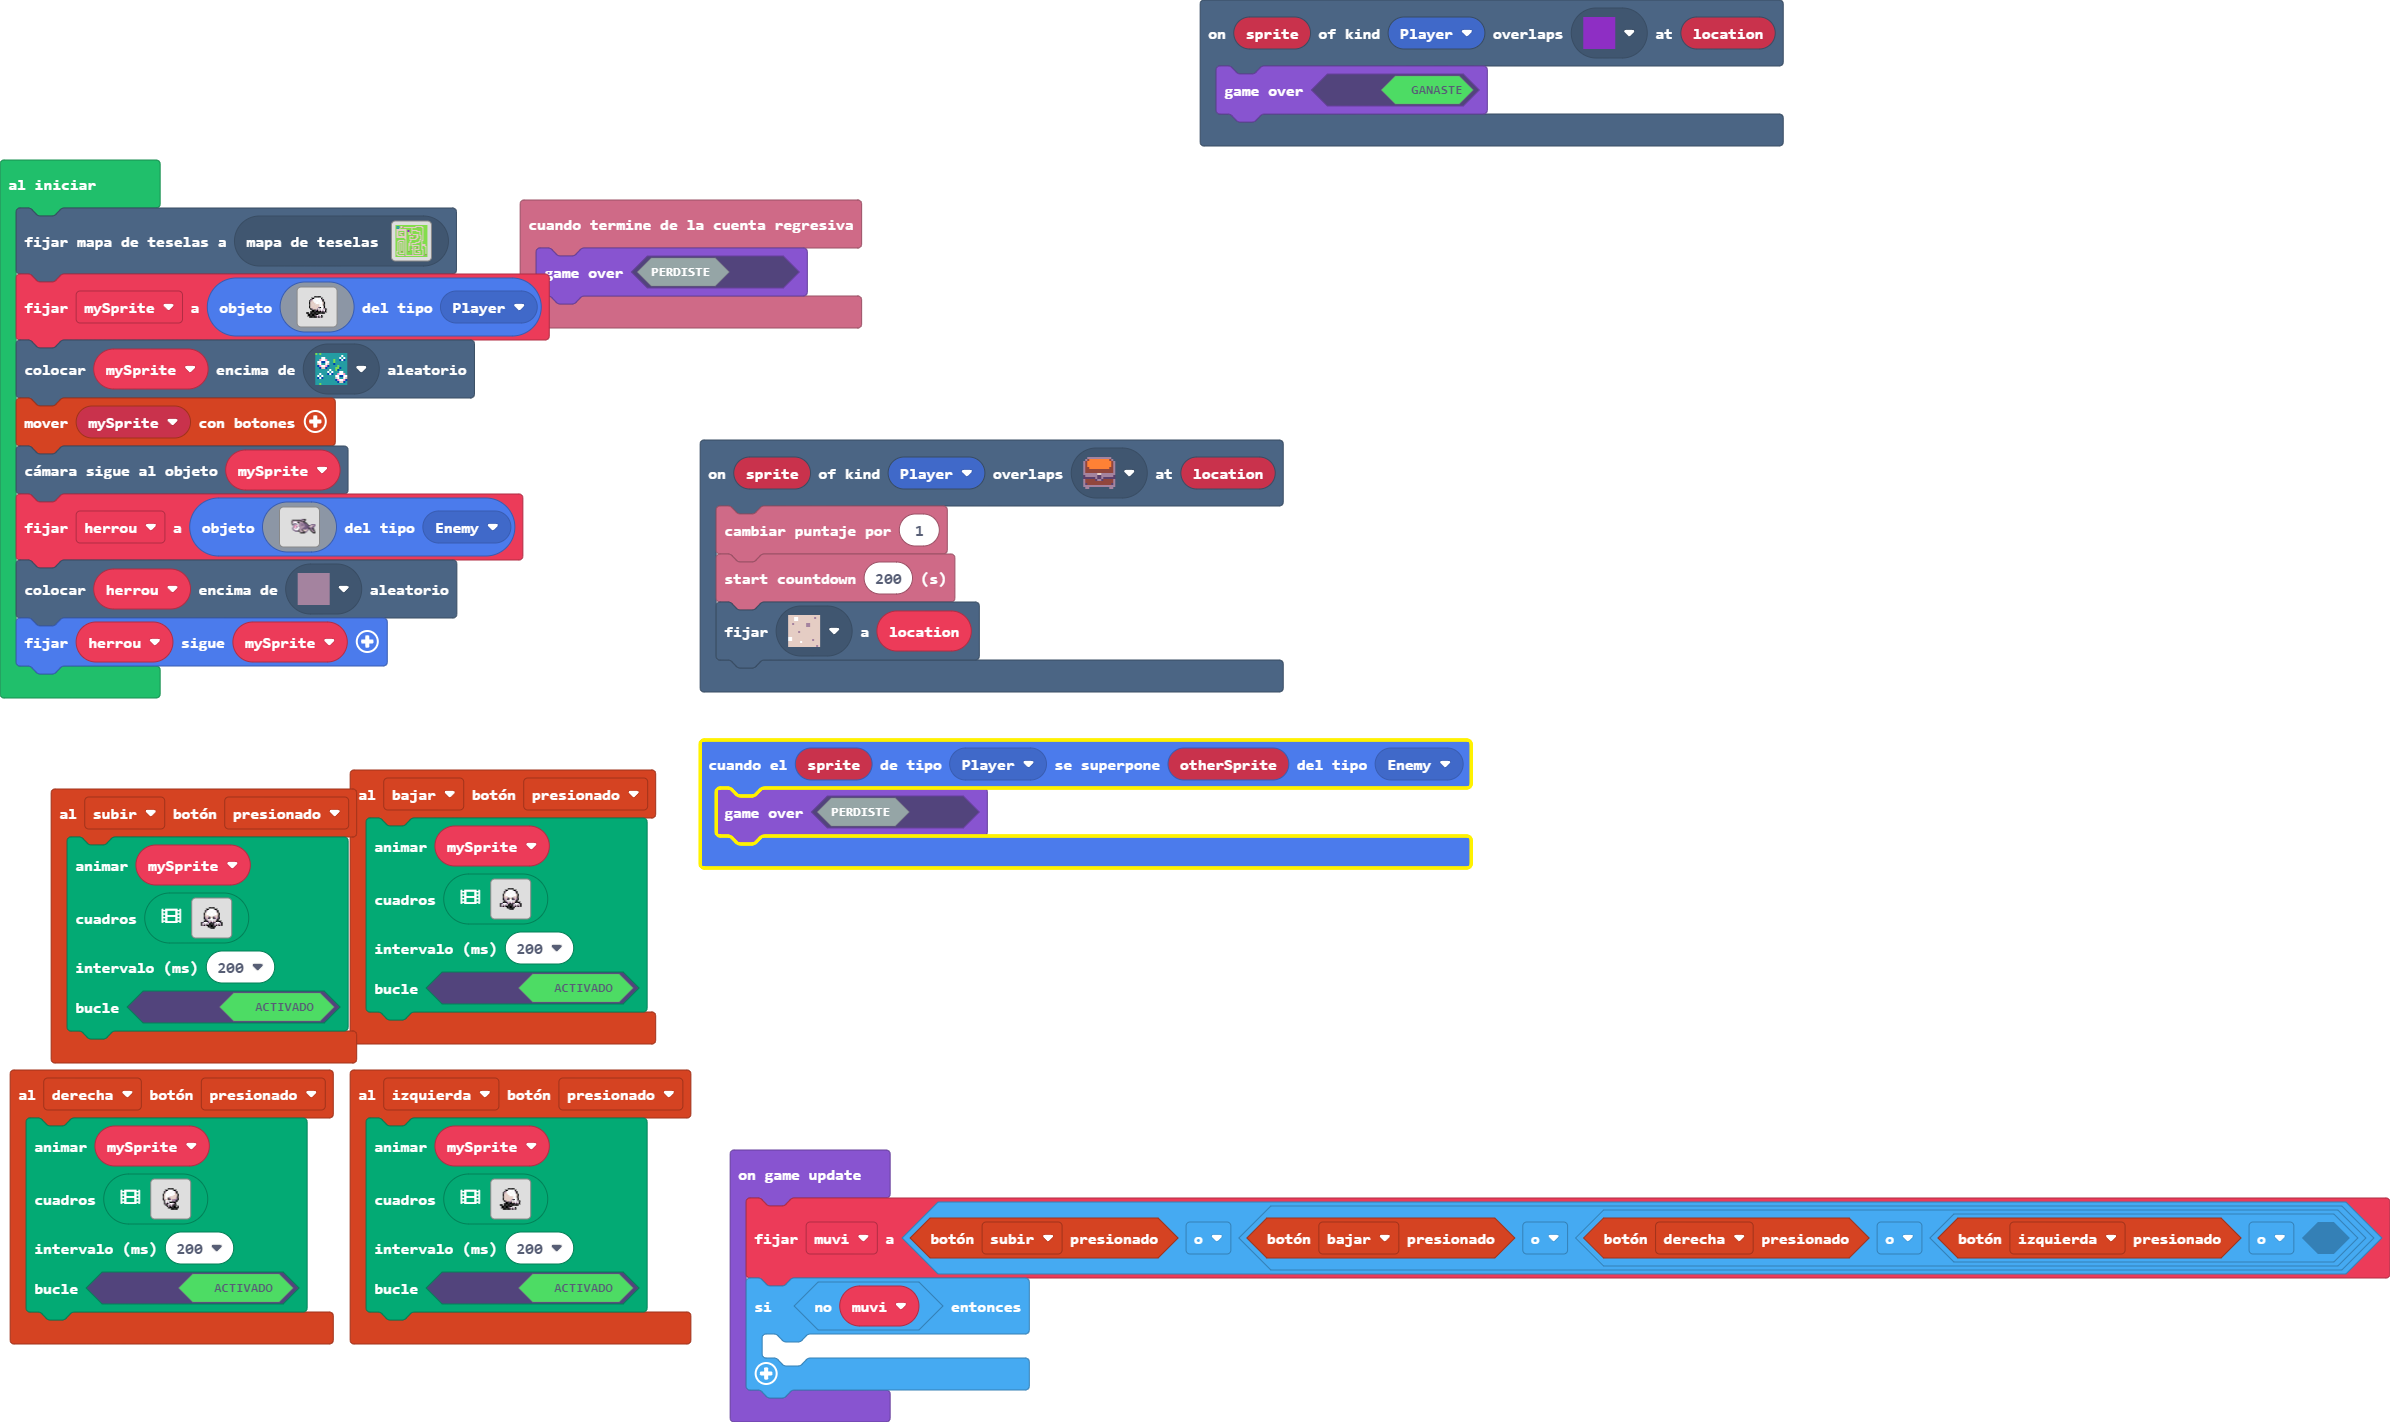 on sprite of kind Player overlaps at location
game over GANASTE
al iniciar
fijar mapa de teselas a mapa de teselas
fijar mySprite a objeto del tipo Player
colocar mySprite encima de aleatorio
mover mySprite con botones
cámara sigue al objeto mySprite
fijar herrou a objeto del tipo Enemy
colocar herrou encima de aleatorio
fijar herrou sigue mySprite
cuando termine de la cuenta regresiva
game over PERDISTE
on sprite of kind Player overlaps at location
cambiar puntaje por 1
start countdown 200 (s)
fijar a location
cuando el sprite de tipo Player se superpone otherSprite del tipo Enemy
game over PERDISTE
al subir botón presionado
animar mySprite
cuadros
intervalo (ms) 200
bucle ACTIVADO
al bajar botón presionado
animar mySprite
cuadros
intervalo (ms) 200
bucle ACTIVADO
al derecha botón presionado
animar mySprite
cuadros
intervalo (ms) 200
bucle ACTIVADO
al izquierda botón presionado
animar mySprite
cuadros
intervalo (ms) 200
bucle ACTIVADO
on game update
fijar muvi a botón subir presionado o botón bajar presionado o botón derecha presionado o botón izquierda presionado o
si no muvi entonces